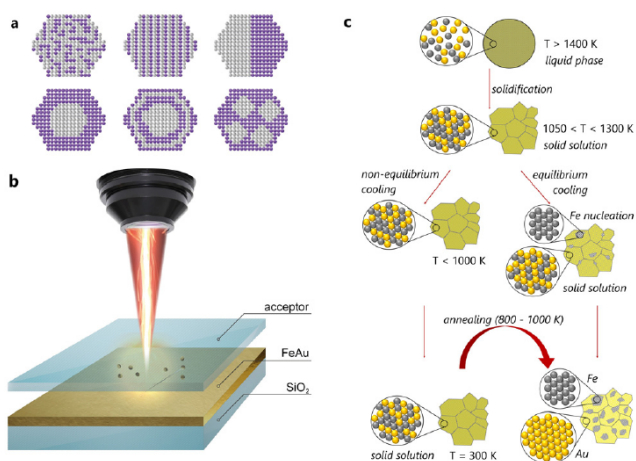 a
b
acceptor
FeAu
SiO₂
c
T > 1400 K
liquid phase
solidification
1050 < T < 1300 K
solid solution
non-equilibrium
cooling
equilibrium
cooling
Fe nucleation
T < 1000 K
solid solution
annealing (800 - 1000 K)
Fe
Au
solid solution
T = 300 K